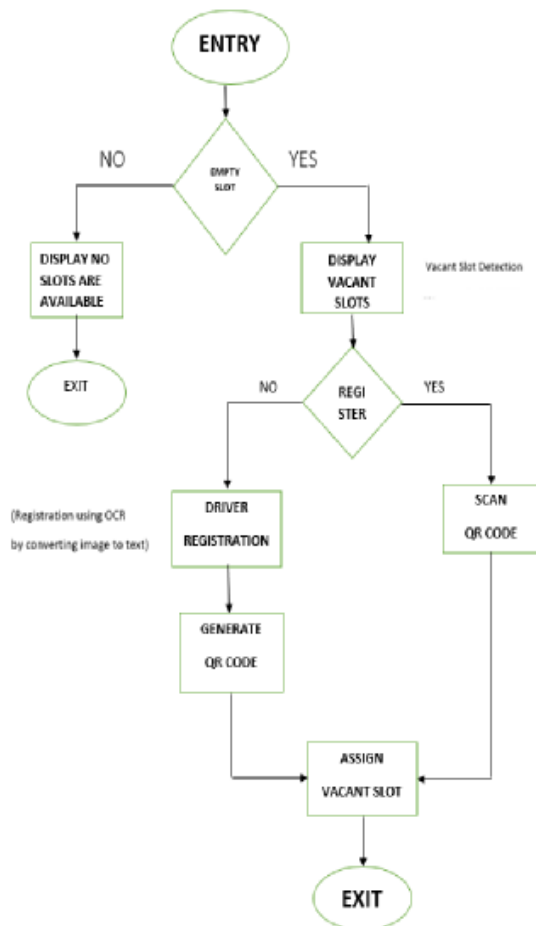 ENTRY
NO
YES
EMPTY
SLOT
DISPLAY NO
SLOTS ARE
AVAILABLE
DISPLAY
VACANT
SLOTS
Vacant Slot Detection
...
EXIT
NO
YES
REGI
STER
(Registration using OCR
by converting image to text)
DRIVER
REGISTRATION
SCAN
QR CODE
GENERATE
QR CODE
ASSIGN
VACANT SLOT
EXIT